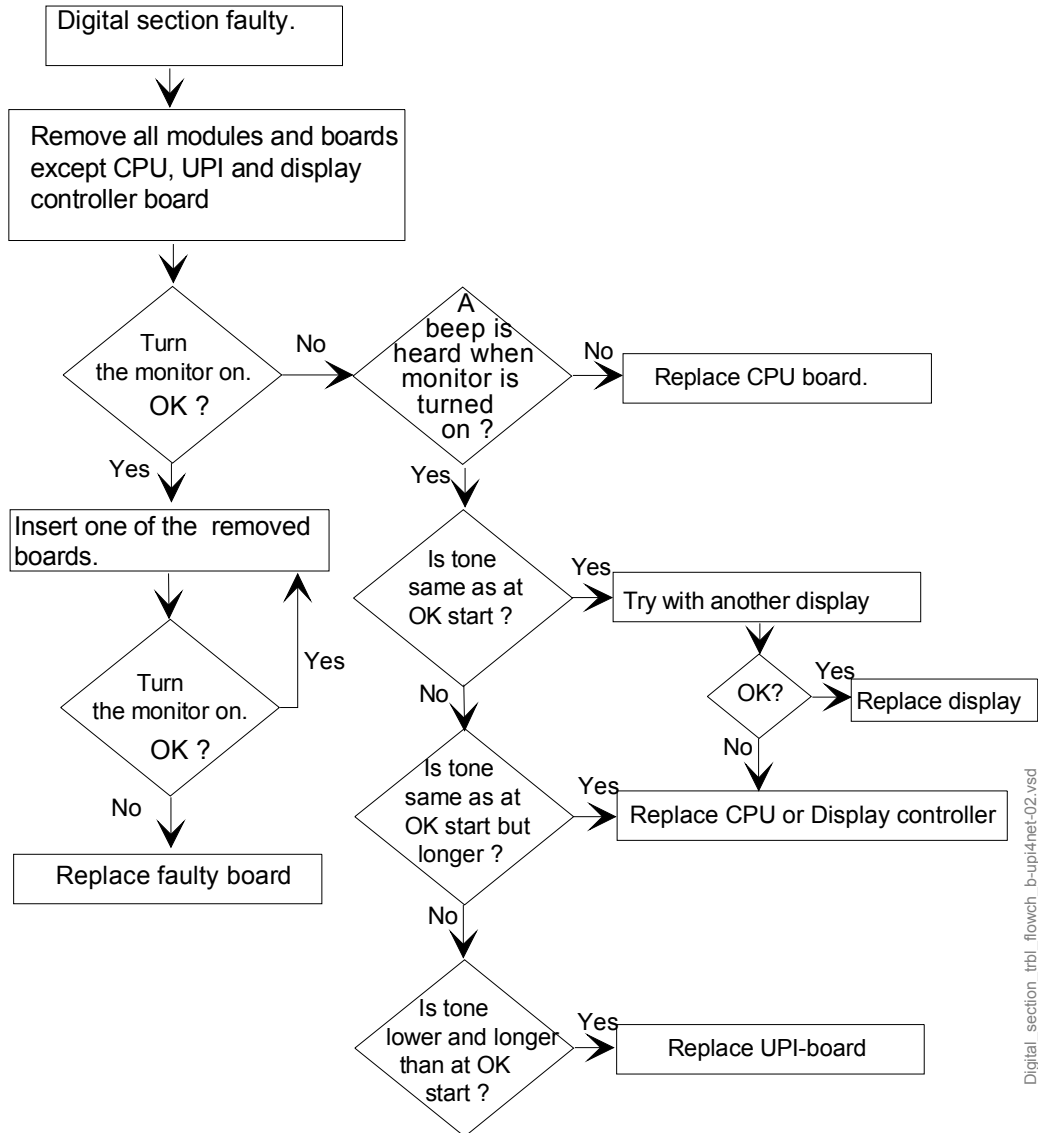 Digital section faulty.
Remove all modules and boards
except CPU, UPI and display
controller board
Turn
the monitor on.
OK ?
No
A
beep is
heard when
monitor is
turned
on ?
No
Replace CPU board.
Yes
Yes
Insert one of the removed
boards.
Is tone
same as at
OK start ?
Yes
Try with another display
Turn
the monitor on.
OK ?
Yes
No
OK?
Yes
Replace display
No
Is tone
same as at
OK start but
longer ?
Yes
Replace CPU or Display controller
No
Replace faulty board
No
Is tone
lower and longer
than at OK
start ?
Yes
Replace UPI-board
Digital_section_trbl_flowch_b-upi4net-02.vsd